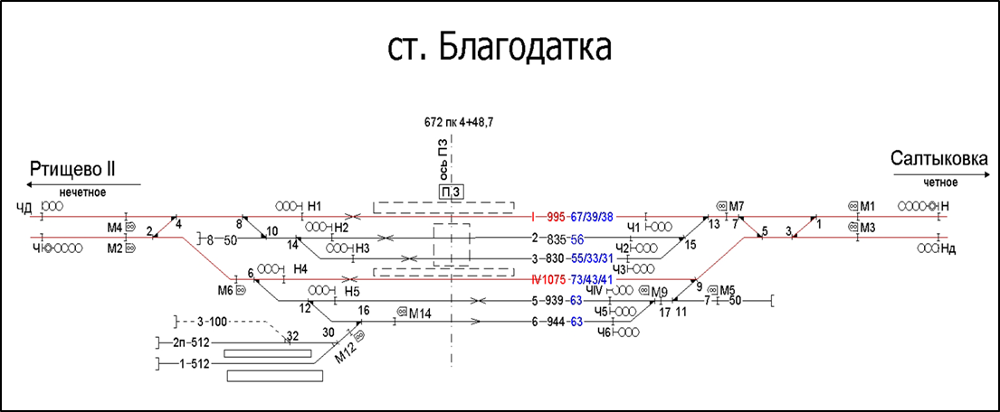 ст. Благодатка
672 пк 4+48,7
ось ПЗ
П.З
Ртищево II
нечетное
Салтыковка
четное
ЧД
Н1
М7
М1
Н
I 995 67/39/38
4
8
13
7
1
М4
Н2
Ч1
М3
2
8 50
10
2 835 56
15
5
3
Ч
М2
14
Н3
Ч2
Нд
3 830 55/33/31
Н4
Ч3
6
IV 1075 73/43/41
9
М6
Н5
ЧIV
М9
М5
12
5 939 63
17
11
7 50
16
М14
Ч5
6 944 63
Ч6
3-100
32
30
2п-512
М12
1-512